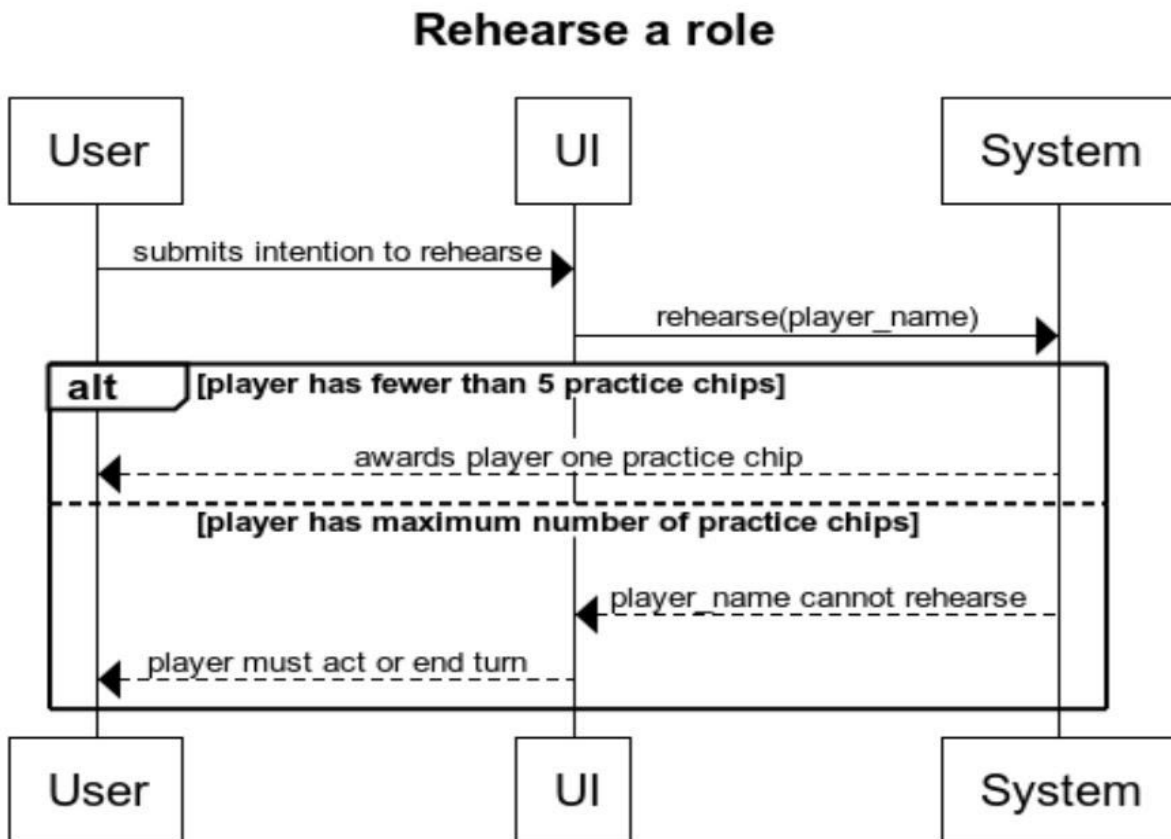 Rehearse a role
User
UI
System
submits intention to rehearse
rehearse(player_name)
alt
[player has fewer than 5 practice chips]
awards player one practice chip
[player has maximum number of practice chips]
player_name cannot rehearse
player must act or end turn
User
UI
System